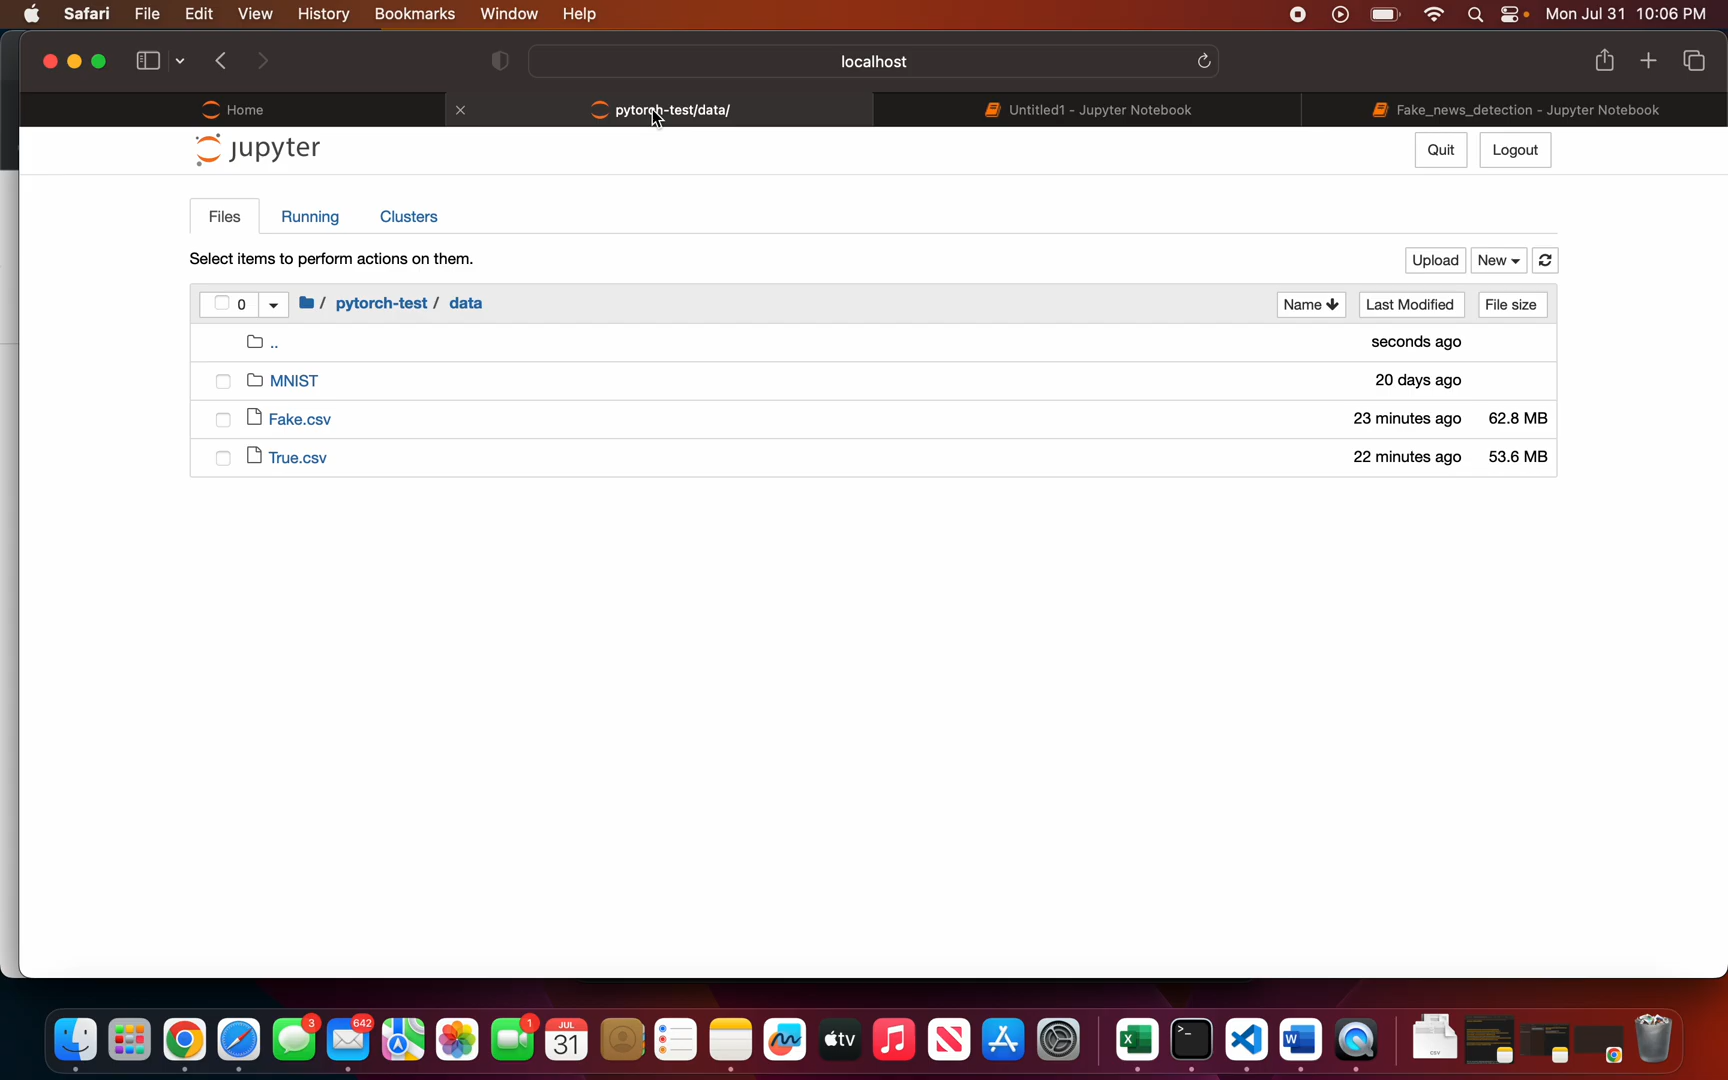 Safari File Edit View History Bookmarks Window Help Mon Jul 31 10:06 PM
localhost
Home pytorch-test/data/ Untitled1 - Jupyter Notebook Fake_news_detection - Jupyter Notebook
jupyter Quit Logout
Files Running Clusters
Select items to perform actions on them. Upload New
0 / pytorch-test / data Name Last Modified File size
.. seconds ago
MNIST 20 days ago
Fake.csv 23 minutes ago 62.8 MB
True.csv 22 minutes ago 53.6 MB
3 642 1 JUL 31 tv CSV